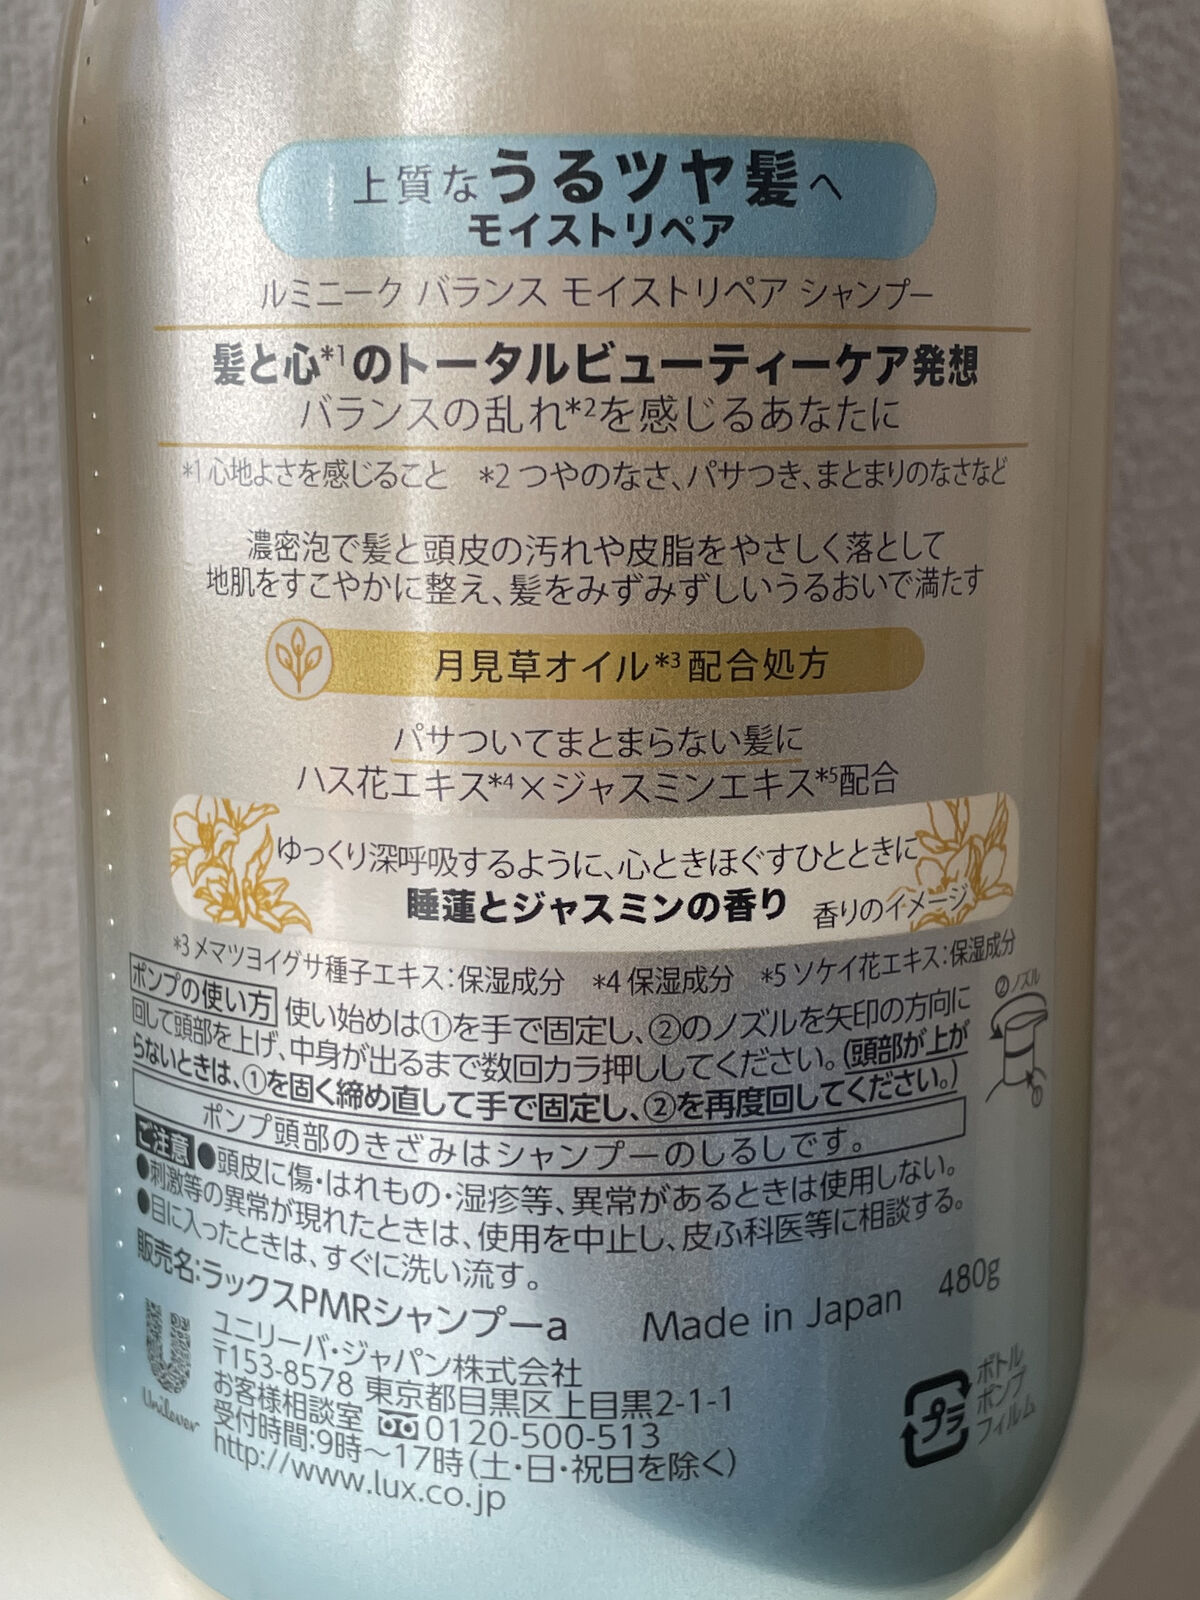 上質なうるツヤ髪へ
モイストリペア
ルミニーク バランス モイストリペア シャンプー
髪と心*1のトータルビューティーケア発想
バランスの乱れ*2を感じるあなたに
*1 心地よさを感じること *2 つやのなさ、パサつき、まとまりのなさなど
濃密泡で髪と頭皮の汚れや皮脂をやさしく落として
地肌をすこやかに整え、髪をみずみずしいうるおいで満たす
月見草オイル*3配合処方
パサついてまとまらない髪に
ハス花エキス*4×ジャスミンエキス*5配合
ゆっくり深呼吸するように、心ときほぐすひとときに
睡蓮とジャスミンの香り 香りのイメージ
*3 メマツヨイグサ種子エキス:保湿成分 *4 保湿成分 *5 ソケイ花エキス:保湿成分
ポンプの使い方 使い始めは①を手で固定し、②のノズルを矢印の方向に
回して頭部を上げ、中身が出るまで数回カラ押ししてください。(頭部が上が
らないときは、①を固く締め直して手で固定し、②を再度回してください。)
②ノズル
①
ポンプ頭部のきざみはシャンプーのしるしです。
ご注意 ●頭皮に傷・はれもの・湿疹等、異常があるときは使用しない。
●刺激等の異常が現れたときは、使用を中止し、皮ふ科医等に相談する。
●目に入ったときは、すぐに洗い流す。
販売名:ラックスPMRシャンプーa Made in Japan 480g
Unilever
ユニリーバ・ジャパン株式会社
〒153-8578 東京都目黒区上目黒2-1-1
お客様相談室 0120-500-513
受付時間:9時～17時(土・日・祝日を除く)
http://www.lux.co.jp
プラ
ボトル
ポンプ
フィルム